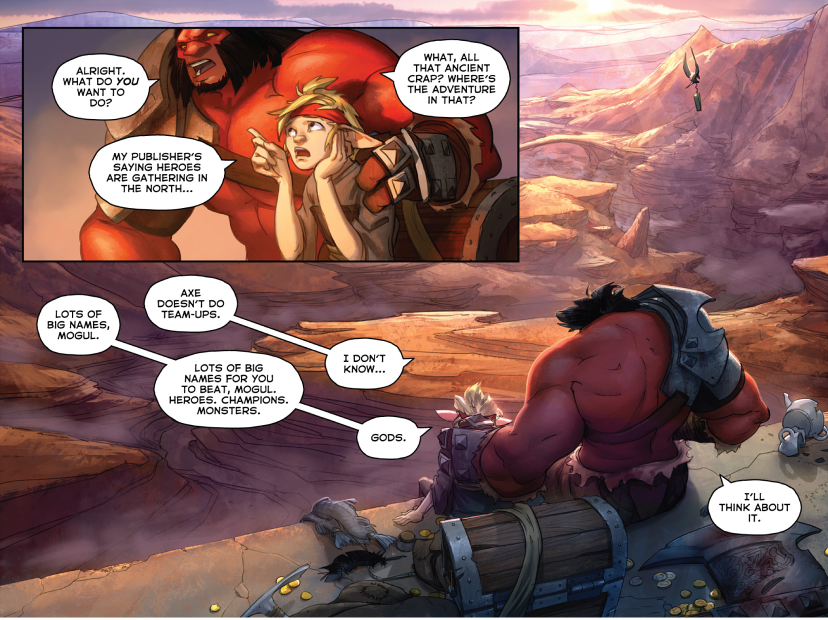 ALRIGHT.
WHAT DO YOU
WANT TO
DO?
WHAT, ALL
THAT ANCIENT
CRAP? WHERE'S
THE ADVENTURE
IN THAT?
MY PUBLISHER'S
SAYING HEROES
ARE GATHERING IN
THE NORTH...
AXE
DOESN'T DO
TEAM-UPS.
LOTS OF
BIG NAMES,
MOGUL.
I DON'T
KNOW...
LOTS OF BIG
NAMES FOR YOU
TO BEAT, MOGUL.
HEROES. CHAMPIONS.
MONSTERS.
GODS.
I'LL
THINK ABOUT
IT.